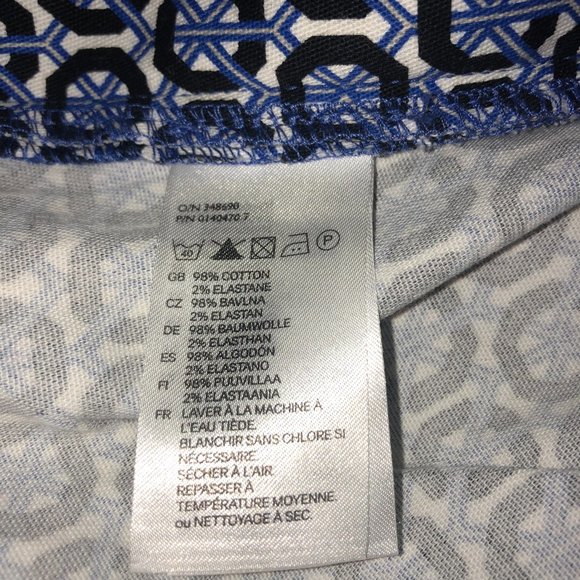 O/N 348690
P/N 0140470 7
40 P
GB 98% COTTON
2% ELASTANE
CZ 98% BAVLNA
2% ELASTAN
DE 98% BAUMWOLLE
2% ELASTHAN
ES 98% ALGODÓN
2% ELASTANO
FI 98% PUUVILLAA
2% ELASTAANIA
FR LAVER À LA MACHINE À
L'EAU TIÈDE.
BLANCHIR SANS CHLORE SI
NÉCESSAIRE.
SÉCHER À L'AIR.
REPASSER À
TEMPÉRATURE MOYENNE.
ou NETTOYAGE À SEC.